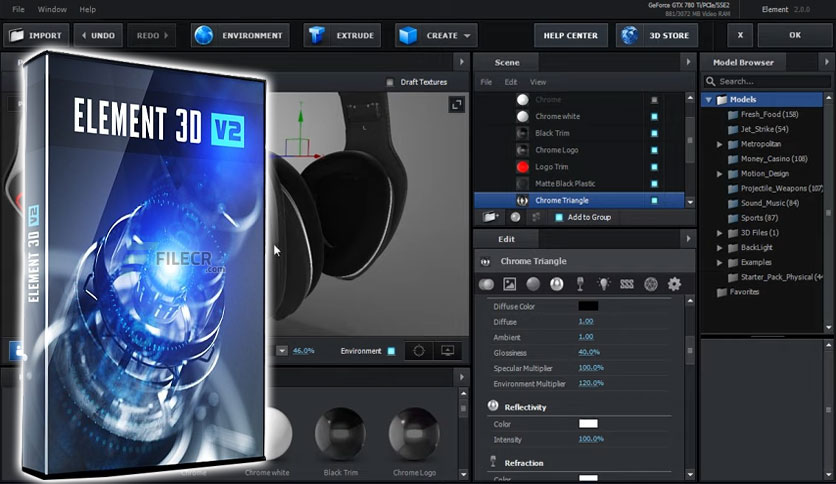 GeForce GTX 780 Ti/PCIe/SSE2
File Window Help
881/3072 MB Video RAM
Element 2.0.0
IMPORT UNDO REDO ENVIRONMENT EXTRUDE CREATE HELP CENTER 3D STORE X OK
Scene
Model Browser
Draft Textures
File Edit View
Search...
Chrome
Models
Chrome white
Fresh_Food (158)
Black Trim
Jet_Strike (54)
Chrome Logo
Metropolitan
Logo Trim
Money_Casino (108)
Matte Black Plastic
Motion_Design
Chrome Triangle
Projectile_Weapons (107)
Add to Group
Sound_Music (84)
Sports (87)
Edit
3D Files (1)
BackLight
Chrome Triangle
Examples
Starter_Pack_Physical (4
Favorites
Diffuse Color
Diffuse 1.00
Ambient 1.00
Glossiness 40.0%
Specular Multiplier 100.0%
Environment Multiplier 120.0%
Reflectivity
Color
Intensity 100.0%
Refraction
Color
46.0% Environment
Chrome white Black Trim Chrome Logo
ELEMENT 3D V2
FILECR
.com
ELEMENT 3D V2